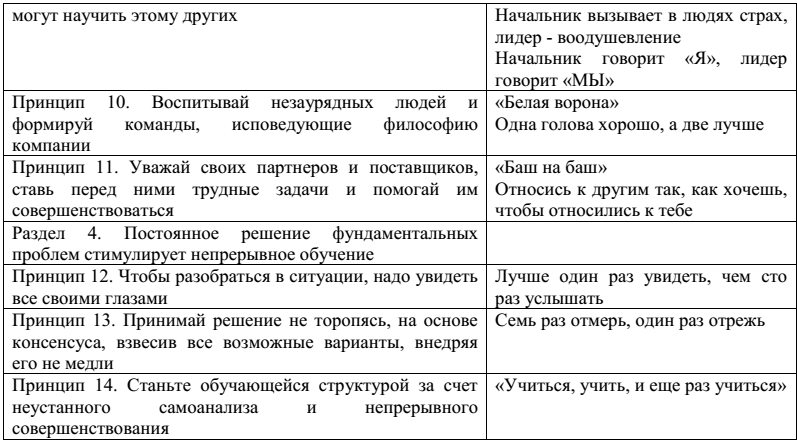 могут научить этому других
Начальник вызывает в людях страх,
лидер - воодушевление
Начальник говорит «Я», лидер
говорит «МЫ»
Принцип 10. Воспитывай незаурядных людей и
формируй команды, исповедующие философию
компании
«Белая ворона»
Одна голова хорошо, а две лучше
Принцип 11. Уважай своих партнеров и поставщиков,
ставь перед ними трудные задачи и помогай им
совершенствоваться
«Баш на баш»
Относись к другим так, как хочешь,
чтобы относились к тебе
Раздел 4. Постоянное решение фундаментальных
проблем стимулирует непрерывное обучение
Принцип 12. Чтобы разобраться в ситуации, надо увидеть
все своими глазами
Лучше один раз увидеть, чем сто
раз услышать
Принцип 13. Принимай решение не торопясь, на основе
консенсуса, взвесив все возможные варианты, внедряя
его не медли
Семь раз отмерь, один раз отрежь
Принцип 14. Станьте обучающейся структурой за счет
неустанного самоанализа и непрерывного
совершенствования
«Учиться, учить, и еще раз учиться»